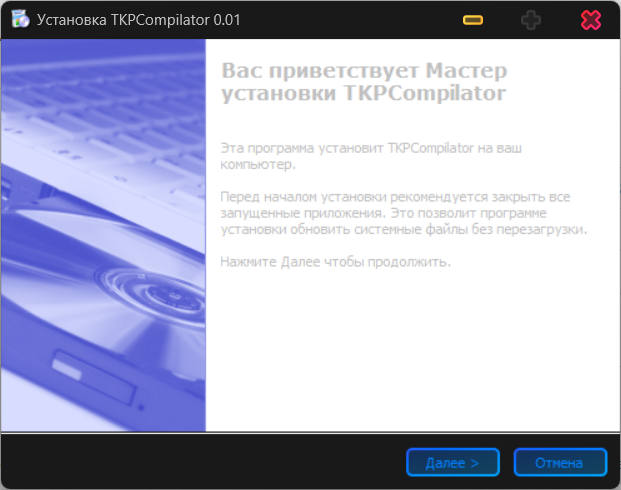 Установка TKPCompilator 0.01
Вас приветствует Мастер
установки TKPCompilator
Эта программа установит TKPCompilator на ваш
компьютер.
Перед началом установки рекомендуется закрыть все
запущенные приложения. Это позволит программе
установки обновить системные файлы без перезагрузки.
Нажмите Далее чтобы продолжить.
Далее >
Отмена